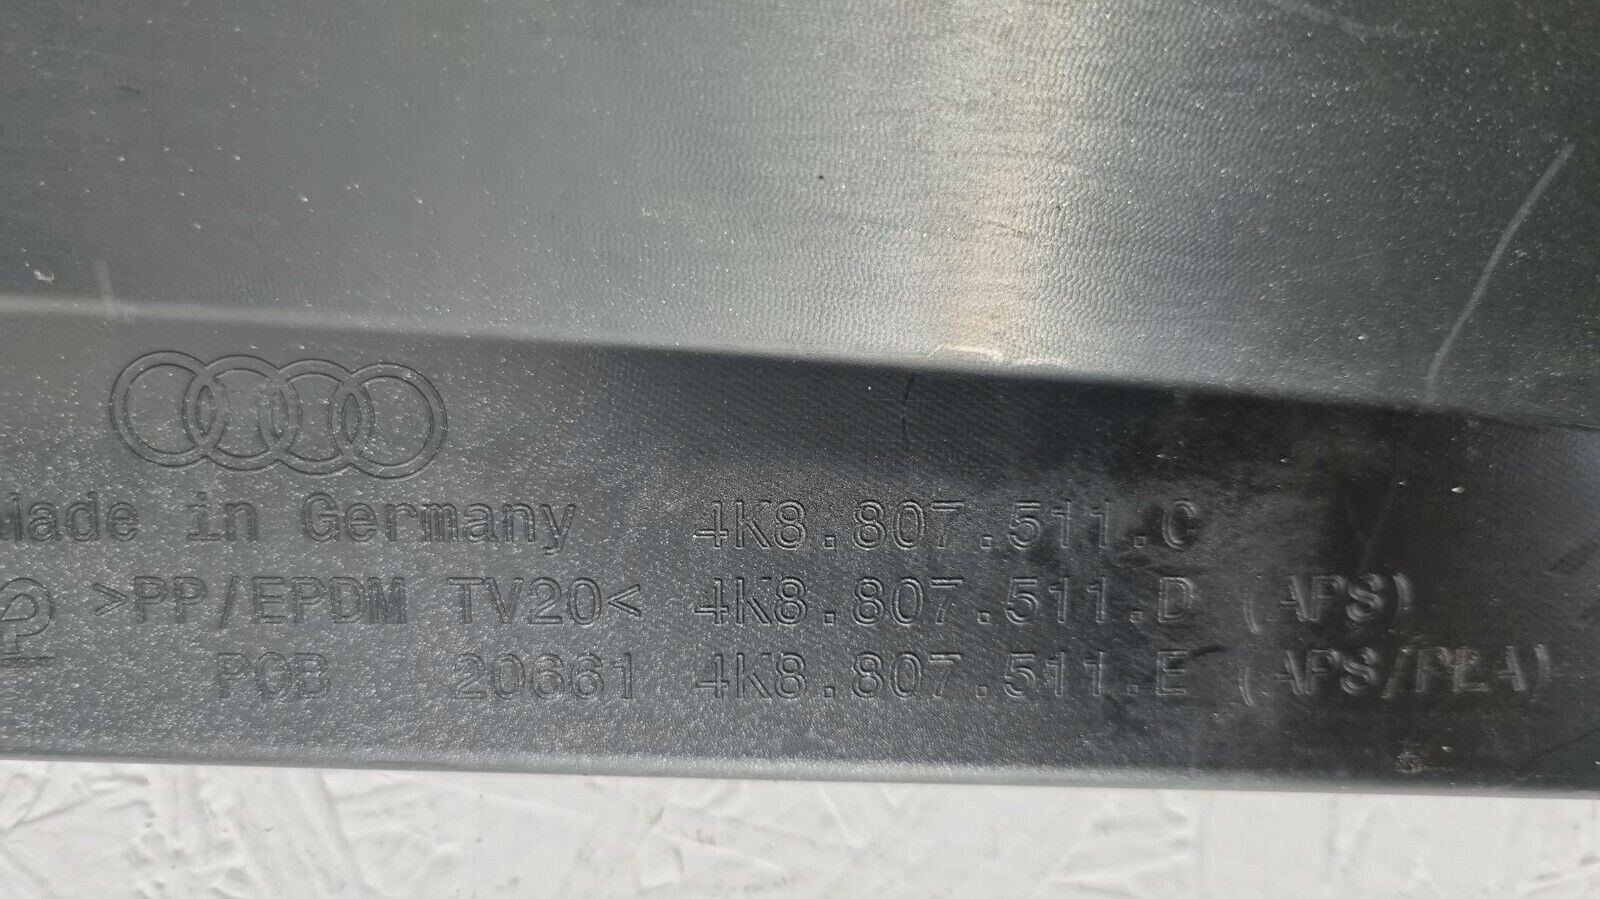 Made in Germany 4K8.807.511.C
>PP/EPDM TV20< 4K8.807.511.D (APS)
POB 20661 4K8.807.511.E (APS/PLA)